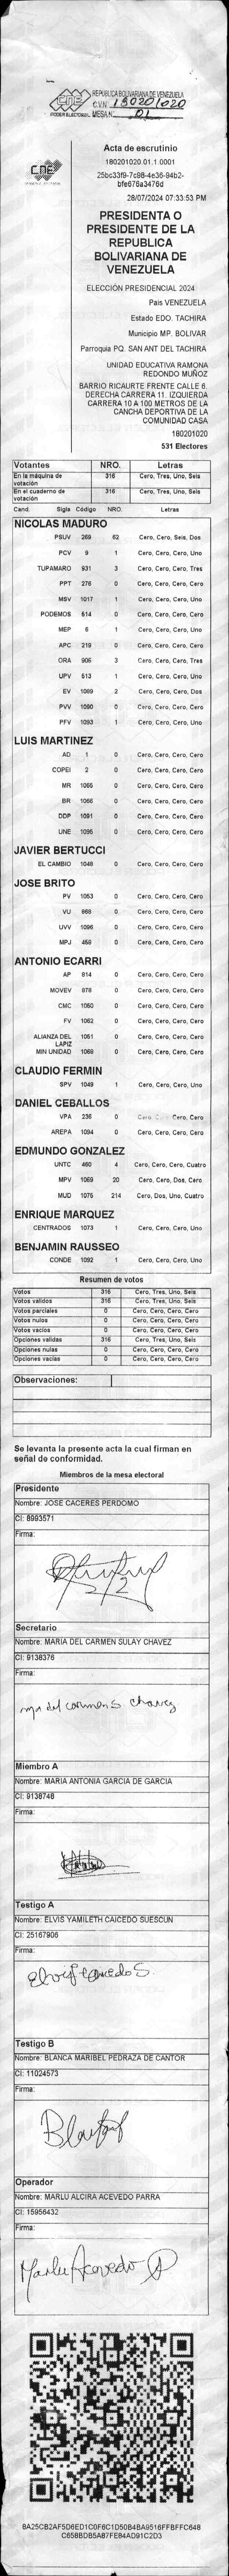 REPUBLICA BOLIVARIANA DE VENEZUELA
CNE
PODER ELECTORAL
C.V.N° 18020/020
MESA N° 01
CNE
Acta de escrutinio
180201020.01.1.0001
28/07/2024 07:33:53 PM
PRESIDENTA O
PRESIDENTE DE LA
REPUBLICA
BOLIVARIANA DE
VENEZUELA
ELECCIÓN PRESIDENCIAL 2024
Pais VENEZUELA
Estado EDO. TACHIRA
Municipio MP. BOLIVAR
Parroquia PQ. SAN ANT DEL TACHIRA
UNIDAD EDUCATIVA RAMONA
REDONDO MUÑOZ
BARRIO RICAURTE FRENTE CALLE 6.
DERECHA CARRERA 11. IZQUIERDA
CARRERA 10 A 100 METROS DE LA
CANCHA DEPORTIVA DE LA
COMUNIDAD CASA
180201020
531 Electores
Votantes NRO. Letras
En la máquina de votación 316 Cero, Tres, Uno, Seis
En el cuaderno de votación 316 Cero, Tres, Uno, Seis
Cand. Sigla Código NRO. Letras
NICOLAS MADURO
PSUV 269 62 Cero, Cero, Seis, Dos
PCV 9 1 Cero, Cero, Cero, Uno
TUPAMARO 931 3 Cero, Cero, Cero, Tres
PPT 276 0 Cero, Cero, Cero, Cero
MSV 1017 1 Cero, Cero, Cero, Uno
PODEMOS 514 0 Cero, Cero, Cero, Cero
MEP 6 1 Cero, Cero, Cero, Uno
APC 219 0 Cero, Cero, Cero, Cero
ORA 906 3 Cero, Cero, Cero, Tres
UPV 513 1 Cero, Cero, Cero, Uno
EV 1089 2 Cero, Cero, Cero, Dos
PVV 1090 0 Cero, Cero, Cero, Cero
PFV 1093 1 Cero, Cero, Cero, Uno
LUIS MARTINEZ
AD 1 0 Cero, Cero, Cero, Cero
COPEI 2 0 Cero, Cero, Cero, Cero
MR 1065 0 Cero, Cero, Cero, Cero
BR 1066 0 Cero, Cero, Cero, Cero
DDP 1091 0 Cero, Cero, Cero, Cero
UNE 1095 0 Cero, Cero, Cero, Cero
JAVIER BERTUCCI
EL CAMBIO 1048 0 Cero, Cero, Cero, Cero
JOSE BRITO
PV 1053 0 Cero, Cero, Cero, Cero
VU 868 0 Cero, Cero, Cero, Cero
UVV 1096 0 Cero, Cero, Cero, Cero
MPJ 458 0 Cero, Cero, Cero, Cero
ANTONIO ECARRI
AP 814 0 Cero, Cero, Cero, Cero
MOVEV 878 0 Cero, Cero, Cero, Cero
CMC 1050 0 Cero, Cero, Cero, Cero
FV 1062 0 Cero, Cero, Cero, Cero
ALIANZA DEL LAPIZ 1051 0 Cero, Cero, Cero, Cero
MIN UNIDAD 1068 0 Cero, Cero, Cero, Cero
CLAUDIO FERMIN
SPV 1049 1 Cero, Cero, Cero, Uno
DANIEL CEBALLOS
VPA 236 0 Cero, Cero
AREPA 1094 0 Cero, Cero, Cero, Cero
EDMUNDO GONZALEZ
UNTC 460 4 Cero, Cero, Cero, Cuatro
MPV 1069 20 Cero, Cero, Dos, Cero
MUD 1075 214 Cero, Dos, Uno, Cuatro
ENRIQUE MARQUEZ
CENTRADOS 1073 1 Cero, Cero, Cero, Uno
BENJAMIN RAUSSEO
CONDE 1092 1 Cero, Cero, Cero, Uno
Resumen de votos
Votos 316 Cero, Tres, Uno, Seis
Votos validos 316 Cero, Tres, Uno, Seis
Votos parciales 0 Cero, Cero, Cero, Cero
Votos nulos 0 Cero, Cero, Cero, Cero
Votos vacíos 0 Cero, Cero, Cero, Cero
Opciones validas 316 Cero, Tres, Uno, Seis
Opciones nulas 0 Cero, Cero, Cero, Cero
Opciones vacías 0 Cero, Cero, Cero, Cero
Observaciones:
Se levanta la presente acta la cual firman en
señal de conformidad.
Miembros de la mesa electoral
Presidente
Nombre: JOSE CACERES PERDOMO
CI: 8993571
Firma:
Secretario
Nombre: MARIA DEL CARMEN SULAY CHAVEZ
CI: 9138376
Firma:
Ma del carmen S chavez
Miembro A
Nombre: MARIA ANTONIA GARCIA DE GARCIA
CI: 9138748
Firma:
Testigo A
Nombre: ELVIS YAMILETH CAICEDO SUESCUN
CI: 25167906
Firma:
Elvis Caicedo S.
Testigo B
Nombre: BLANCA MARIBEL PEDRAZA DE CANTOR
CI: 11024573
Firma:
Operador
Nombre: MARLU ALCIRA ACEVEDO PARRA
CI: 15956432
Firma:
Marlu Acevedo
8A25CB2AF5D6ED1C0F6C1D50B4BA9516FFBFFC648
C658BDB5A87FE84AD91C2D3